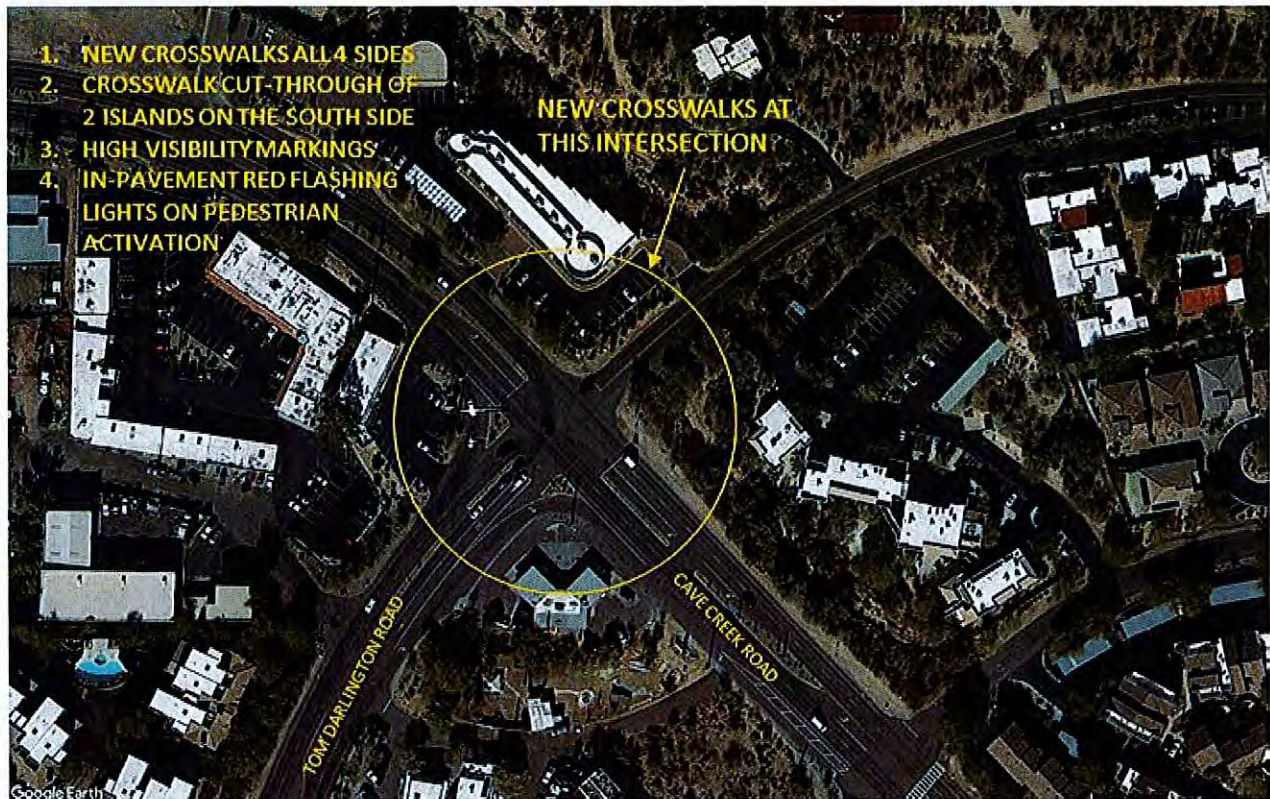 1. NEW CROSSWALKS ALL 4 SIDES
2. CROSSWALK CUT-THROUGH OF
2 ISLANDS ON THE SOUTH SIDE
3. HIGH VISIBILITY MARKINGS
4. IN-PAVEMENT RED FLASHING
LIGHTS ON PEDESTRIAN
ACTIVATION
NEW CROSSWALKS AT
THIS INTERSECTION
TOM DARLINGTON ROAD
CAVE CREEK ROAD
Google Earth